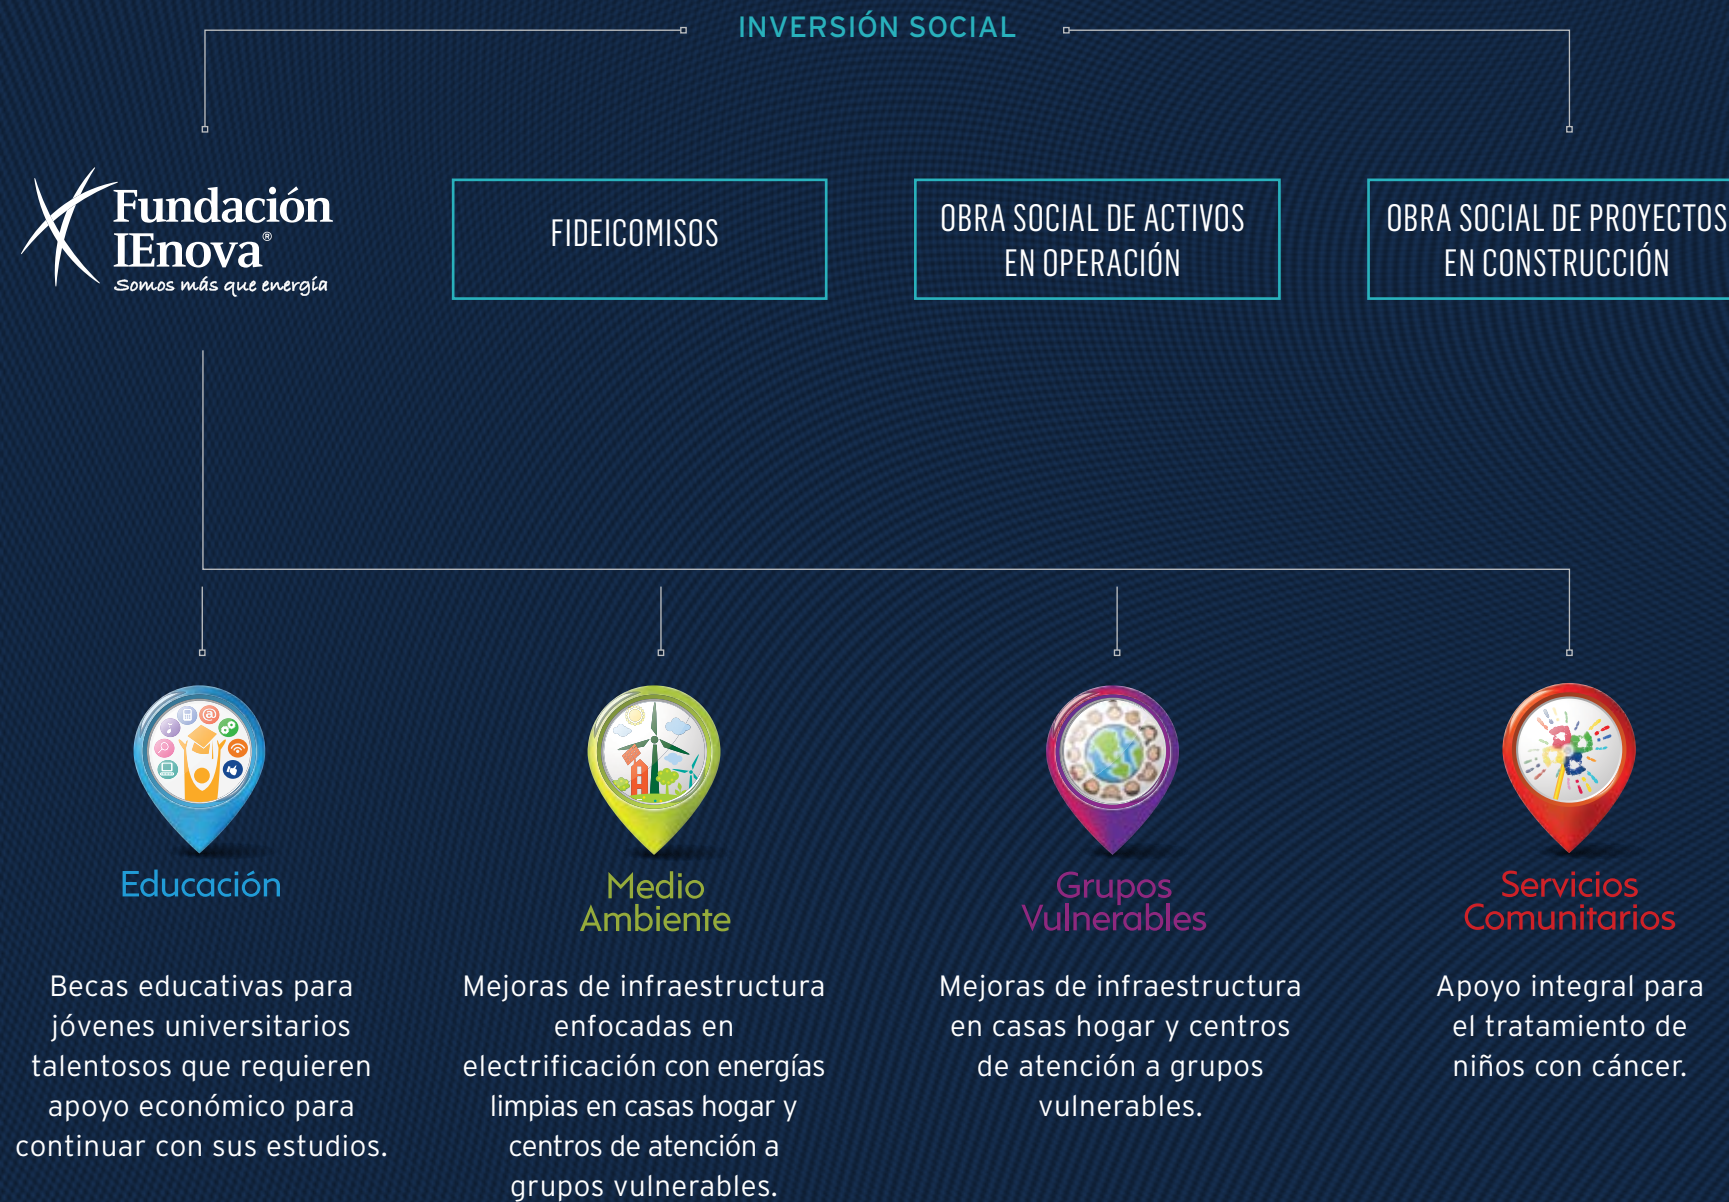 INVERSIÓN SOCIAL
Fundación
IEnova®
Somos más que energía
FIDEICOMISOS
OBRA SOCIAL DE ACTIVOS
EN OPERACIÓN
OBRA SOCIAL DE PROYECTOS
EN CONSTRUCCIÓN
Educación
Becas educativas para
jóvenes universitarios
talentosos que requieren
apoyo económico para
continuar con sus estudios.
Medio
Ambiente
Mejoras de infraestructura
enfocadas en
electrificación con energías
limpias en casas hogar y
centros de atención a
grupos vulnerables.
Grupos
Vulnerables
Mejoras de infraestructura
en casas hogar y centros
de atención a grupos
vulnerables.
Servicios
Comunitarios
Apoyo integral para
el tratamiento de
niños con cáncer.